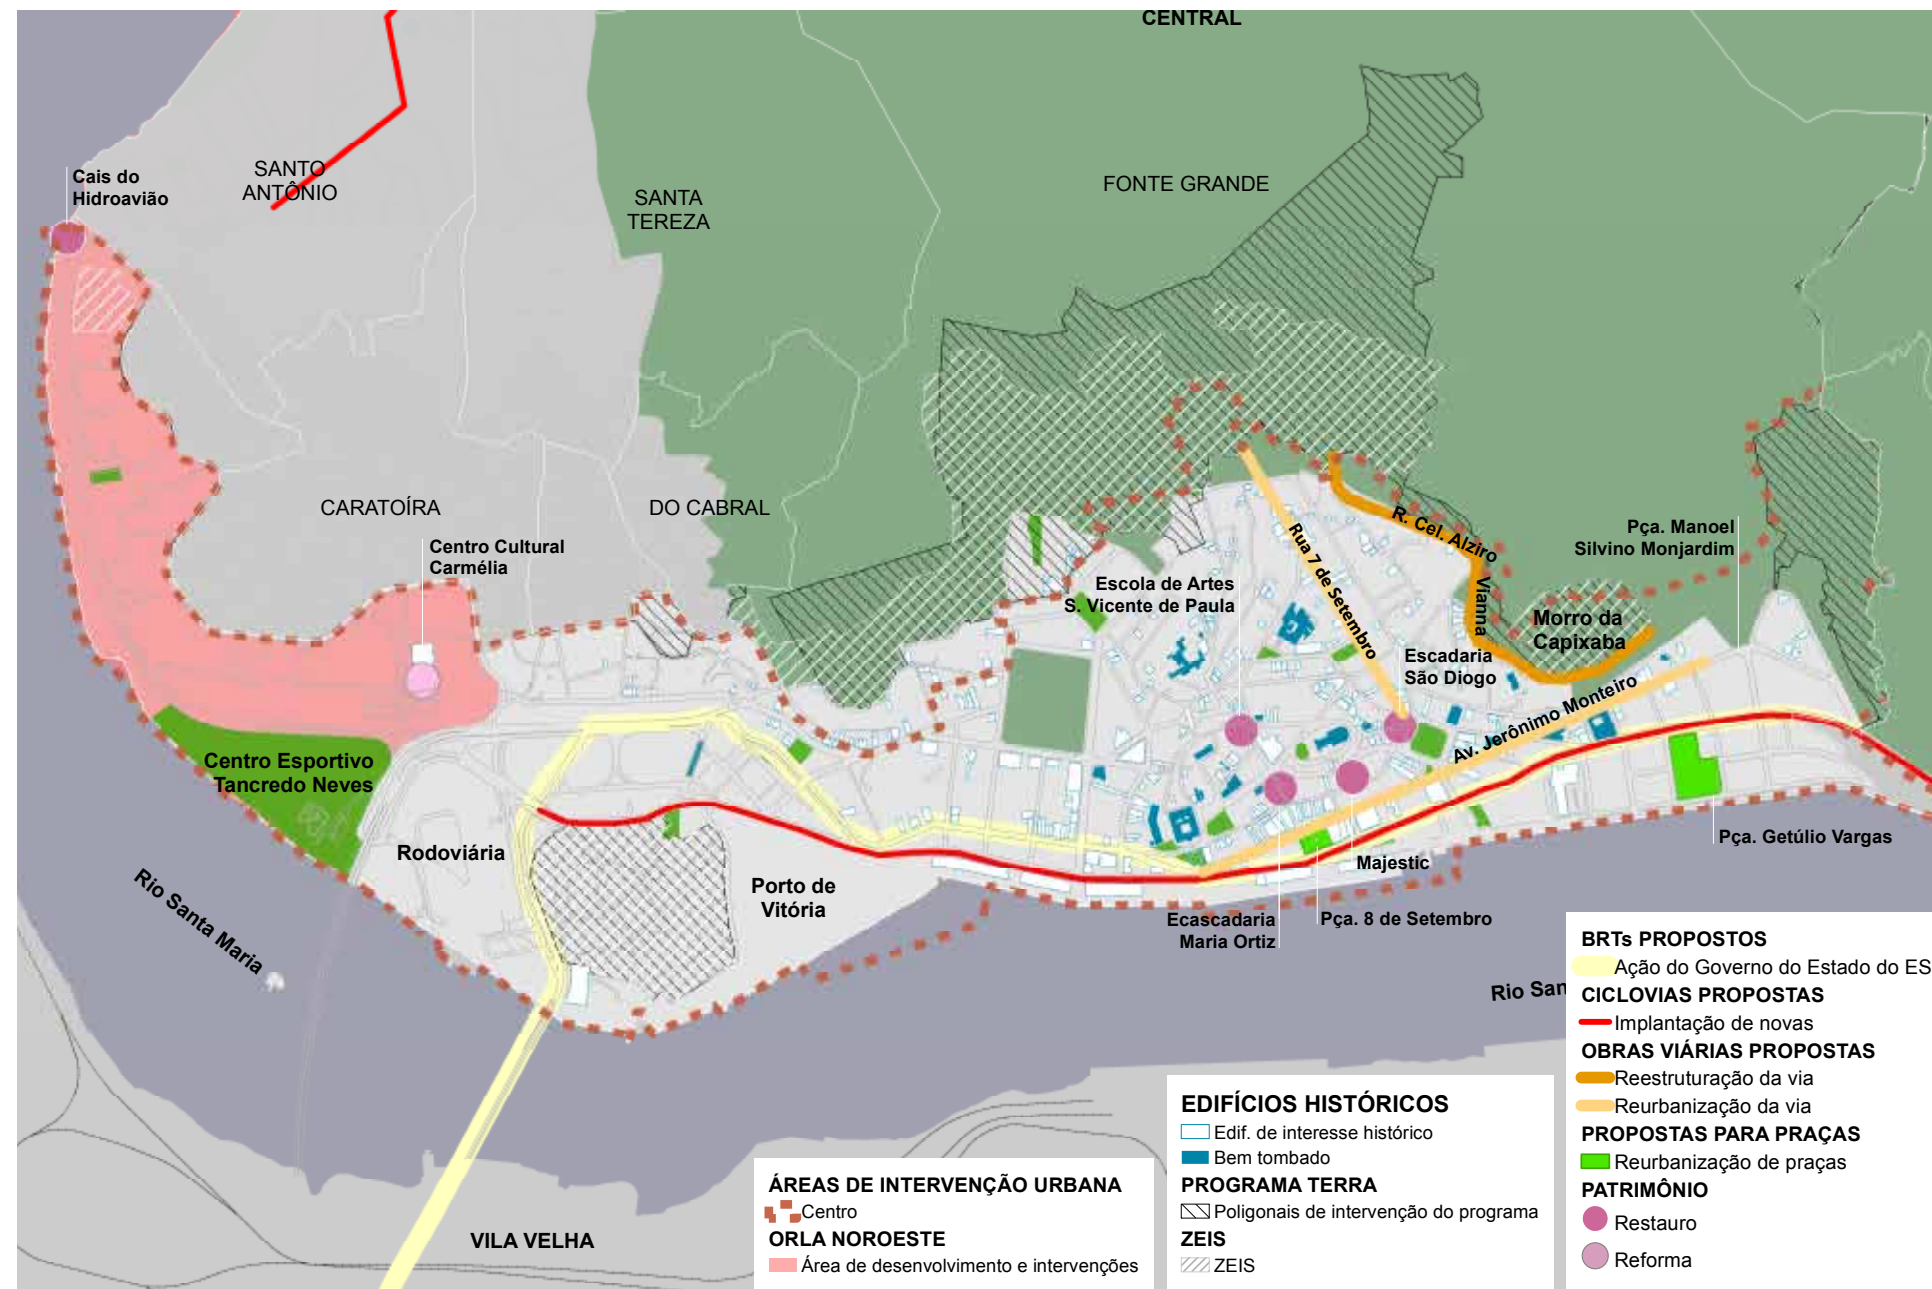 CENTRAL
Cais do
Hidroavião
SANTO
ANTÔNIO
SANTA
TEREZA
FONTE GRANDE
CARATOÍRA
DO CABRAL
Centro Cultural
Carmélia
Escola de Artes
S. Vicente de Paula
Rua 7 de Setembro
R. Cel. Alziro
Vianna
Pça. Manoel
Silvino Monjardim
Morro da
Capixaba
Escadaria
São Diogo
Av. Jerônimo Monteiro
Centro Esportivo
Tancredo Neves
Rodoviária
Porto de
Vitória
Majestic
Pça. Getúlio Vargas
Ecascadaria
Maria Ortiz
Pça. 8 de Setembro
Rio Santa Maria
Rio San
VILA VELHA
ÁREAS DE INTERVENÇÃO URBANA
Centro
ORLA NOROESTE
Área de desenvolvimento e intervenções
EDIFÍCIOS HISTÓRICOS
Edif. de interesse histórico
Bem tombado
PROGRAMA TERRA
Poligonais de intervenção do programa
ZEIS
ZEIS
BRTs PROPOSTOS
Ação do Governo do Estado do ES
CICLOVIAS PROPOSTAS
Implantação de novas
OBRAS VIÁRIAS PROPOSTAS
Reestruturação da via
Reurbanização da via
PROPOSTAS PARA PRAÇAS
Reurbanização de praças
PATRIMÔNIO
Restauro
Reforma